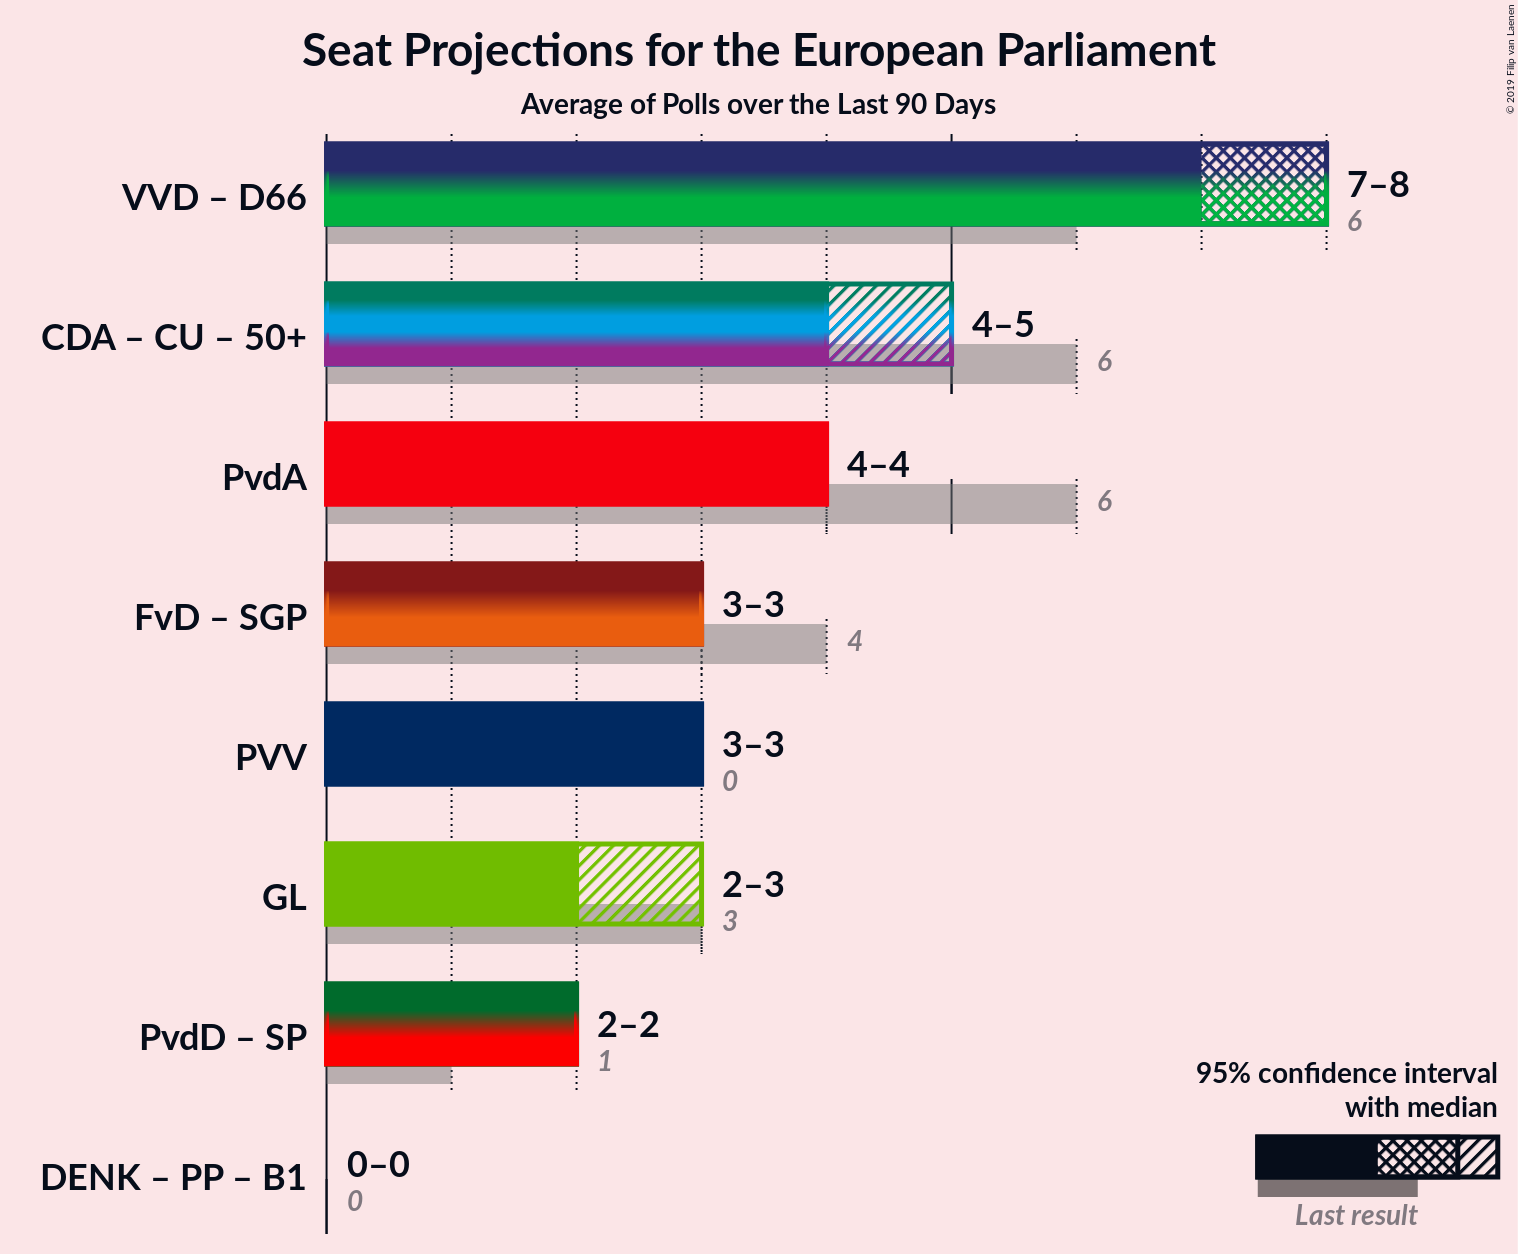 Seat Projections for the European Parliament
Average of Polls over the Last 90 Days
© 2019 Filip van Laenen
VVD – D66
7–8
6
CDA – CU – 50+
4–5
6
PvdA
4–4
6
FvD – SGP
3–3
4
PVV
3–3
0
GL
2–3
3
PvdD – SP
2–2
1
DENK – PP – B1
0–0
0
95% confidence interval
with median
Last result